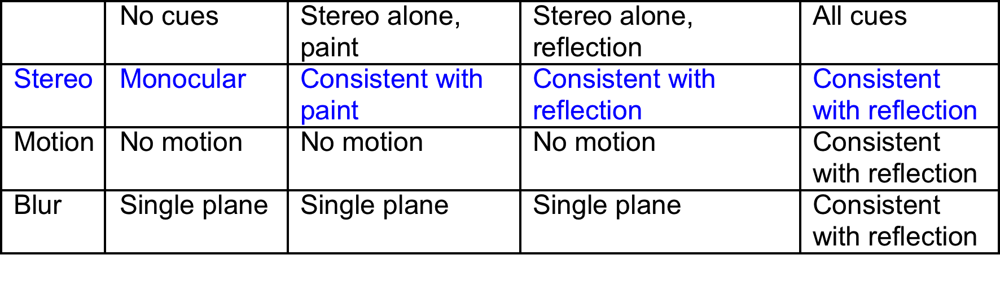 No cues Stereo alone, Stereo alone, All cues
paint reflection
Stereo Monocular Consistent with Consistent with Consistent
paint reflection with reflection
Motion No motion No motion No motion Consistent
with reflection
Blur Single plane Single plane Single plane Consistent
with reflection